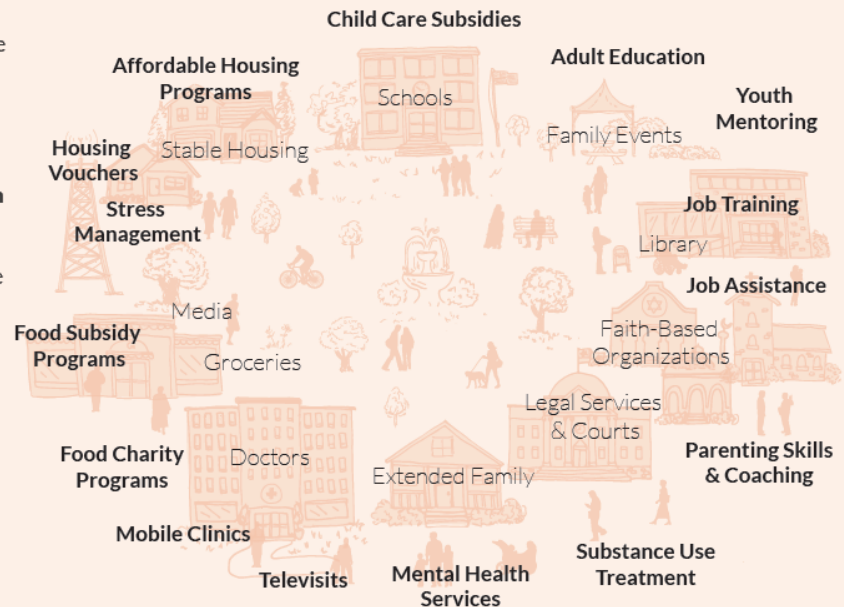 Child Care Subsidies
e
Affordable Housing
Programs
Adult Education
Schools
Youth
Mentoring
Family Events
Housing
Vouchers
Stable Housing
n
Stress
Management
Job Training
Library
e
Job Assistance
Media
Food Subsidy
Programs
Groceries
Faith-Based
Organizations
Legal Services
& Courts
Food Charity
Programs
Doctors
Extended Family
Parenting Skills
& Coaching
Mobile Clinics
Televisits
Mental Health
Services
Substance Use
Treatment